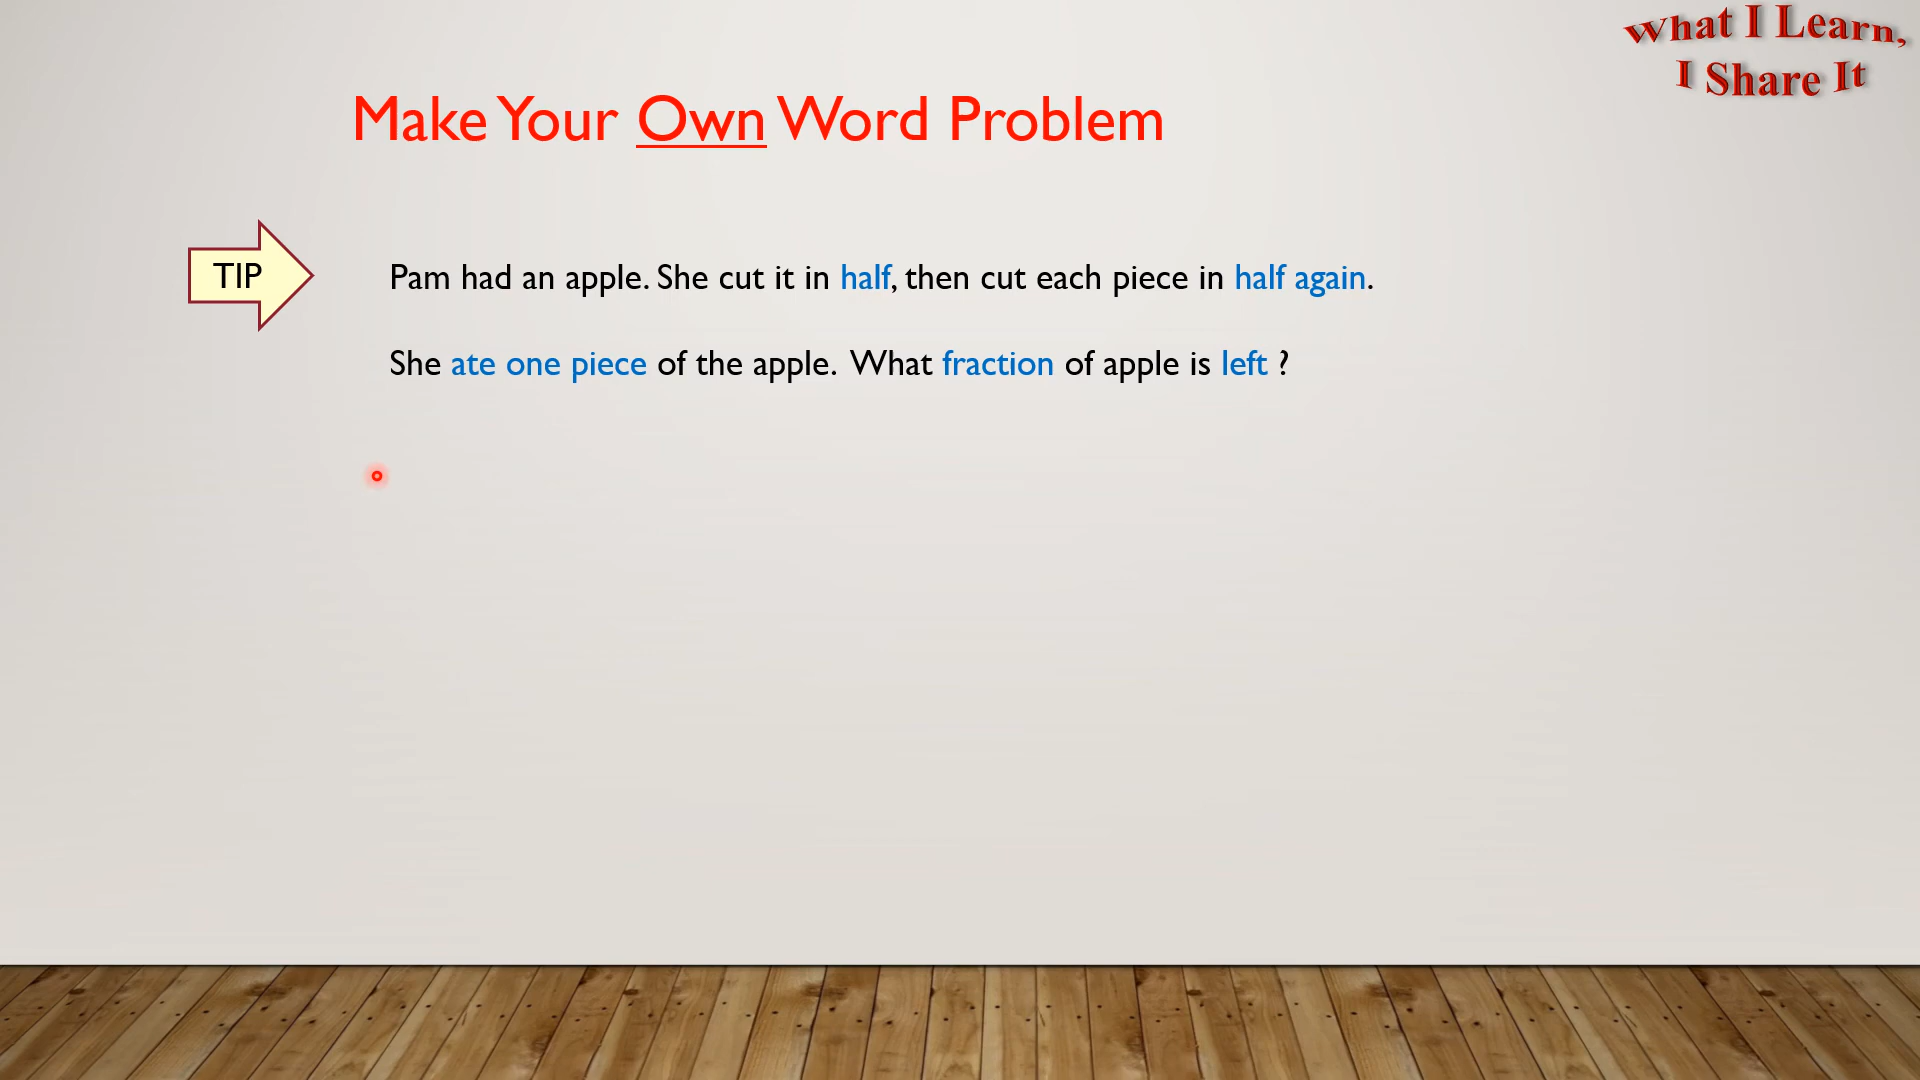 What I Learn,
I Share It
Make Your Own Word Problem
TIP
Pam had an apple. She cut it in half, then cut each piece in half again.
She ate one piece of the apple. What fraction of apple is left ?